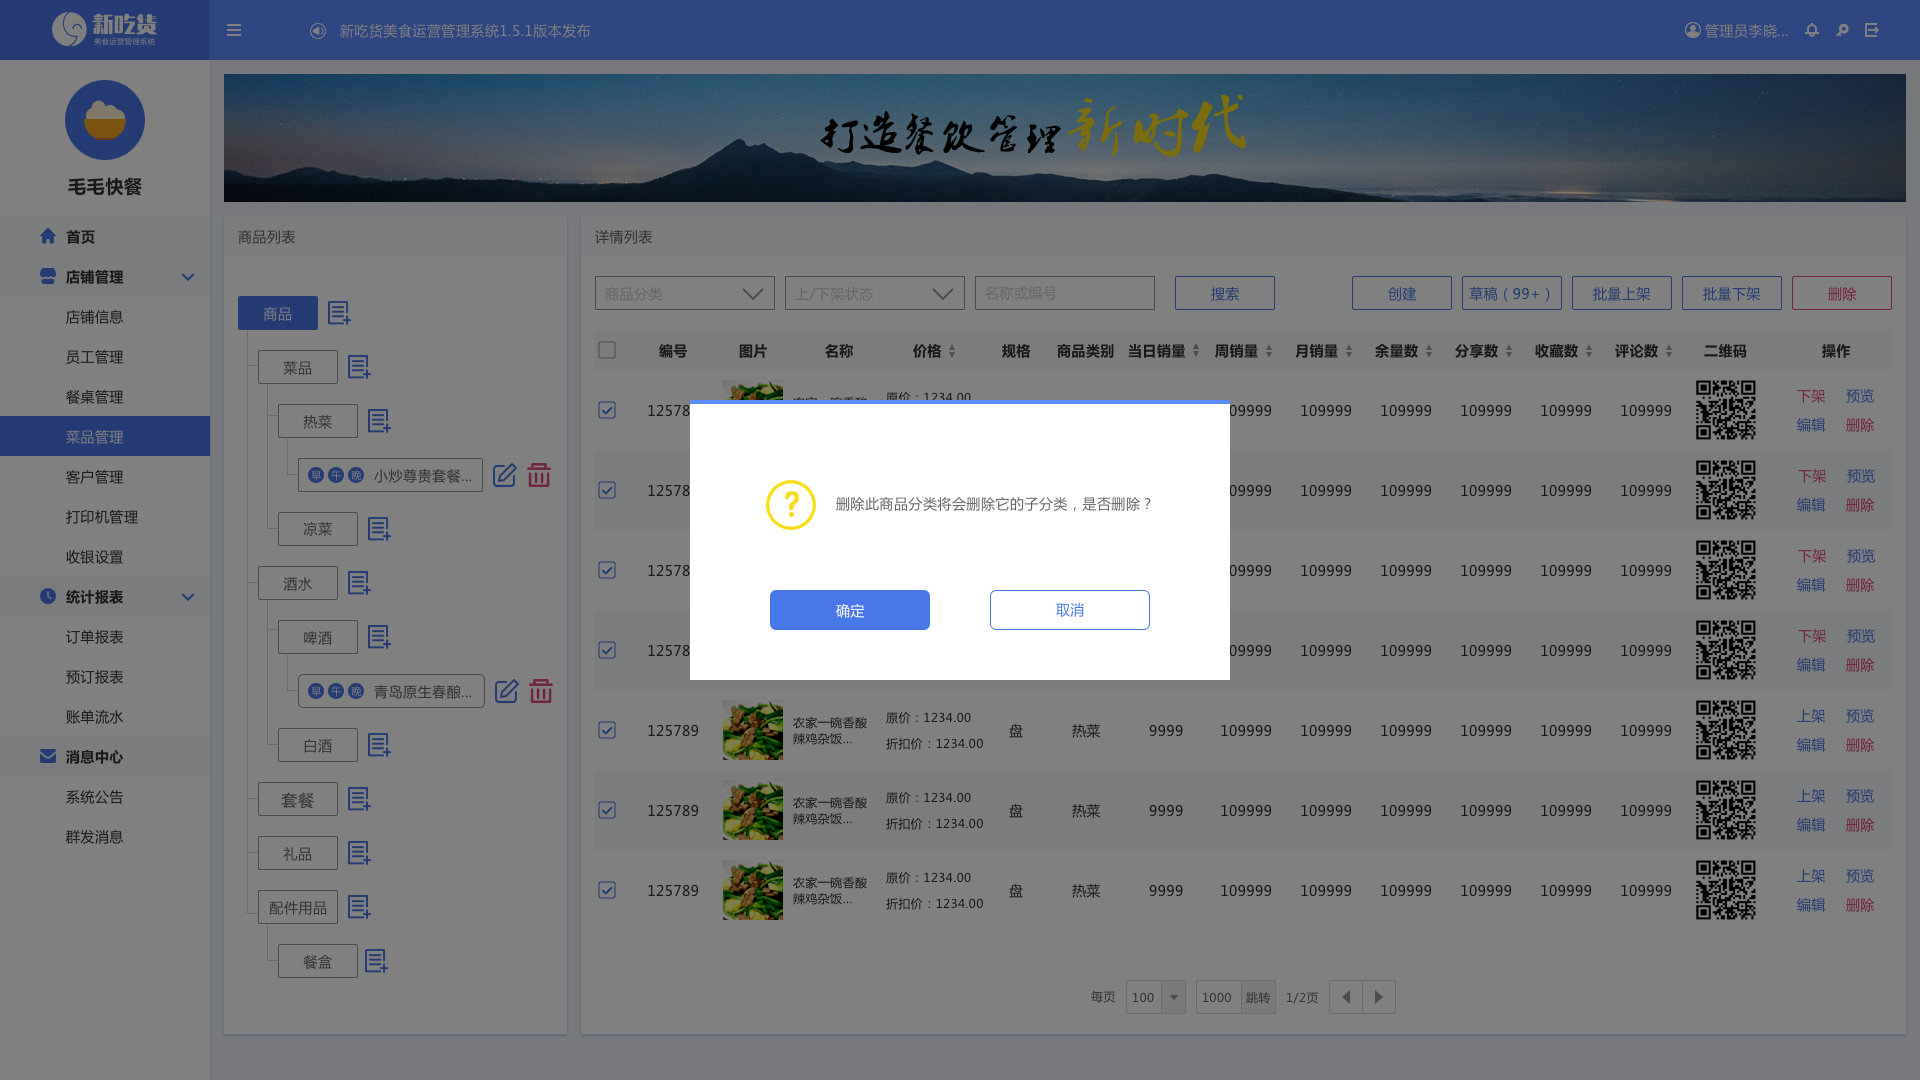 新吃货
美食运营管理系统
新吃货美食运营管理系统1.5.1版本发布
管理员李晓...
毛毛快餐
打造餐饮管理新时代
首页
店铺管理
店铺信息
员工管理
餐桌管理
菜品管理
客户管理
打印机管理
收银设置
统计报表
订单报表
预订报表
账单流水
消息中心
系统公告
群发消息
商品列表
商品
菜品
热菜
早 午 晚 小炒尊贵套餐...
凉菜
酒水
啤酒
早 午 晚 青岛原生春酿...
白酒
套餐
礼品
配件用品
餐盒
详情列表
商品分类 上/下架状态 名称或编号 搜索 创建 草稿（99+） 批量上架 批量下架 删除
编号 图片 名称 价格 规格 商品类别 当日销量 周销量 月销量 余量数 分享数 收藏数 评论数 二维码 操作
原价：1234.00
农家一碗香酸
12578 09999 109999 109999 109999 109999 109999
下架 预览
编辑 删除
12578 09999 109999 109999 109999 109999 109999
下架 预览
编辑 删除
12578 09999 109999 109999 109999 109999 109999
下架 预览
编辑 删除
12578 09999 109999 109999 109999 109999 109999
下架 预览
编辑 删除
?
删除此商品分类将会删除它的子分类，是否删除？
确定 取消
125789 农家一碗香酸
辣鸡杂饭... 原价：1234.00
折扣价：1234.00 盘 热菜 9999 109999 109999 109999 109999 109999 109999
上架 预览
编辑 删除
125789 农家一碗香酸
辣鸡杂饭... 原价：1234.00
折扣价：1234.00 盘 热菜 9999 109999 109999 109999 109999 109999 109999
上架 预览
编辑 删除
125789 农家一碗香酸
辣鸡杂饭... 原价：1234.00
折扣价：1234.00 盘 热菜 9999 109999 109999 109999 109999 109999 109999
上架 预览
编辑 删除
每页 100 1000 跳转 1/2页